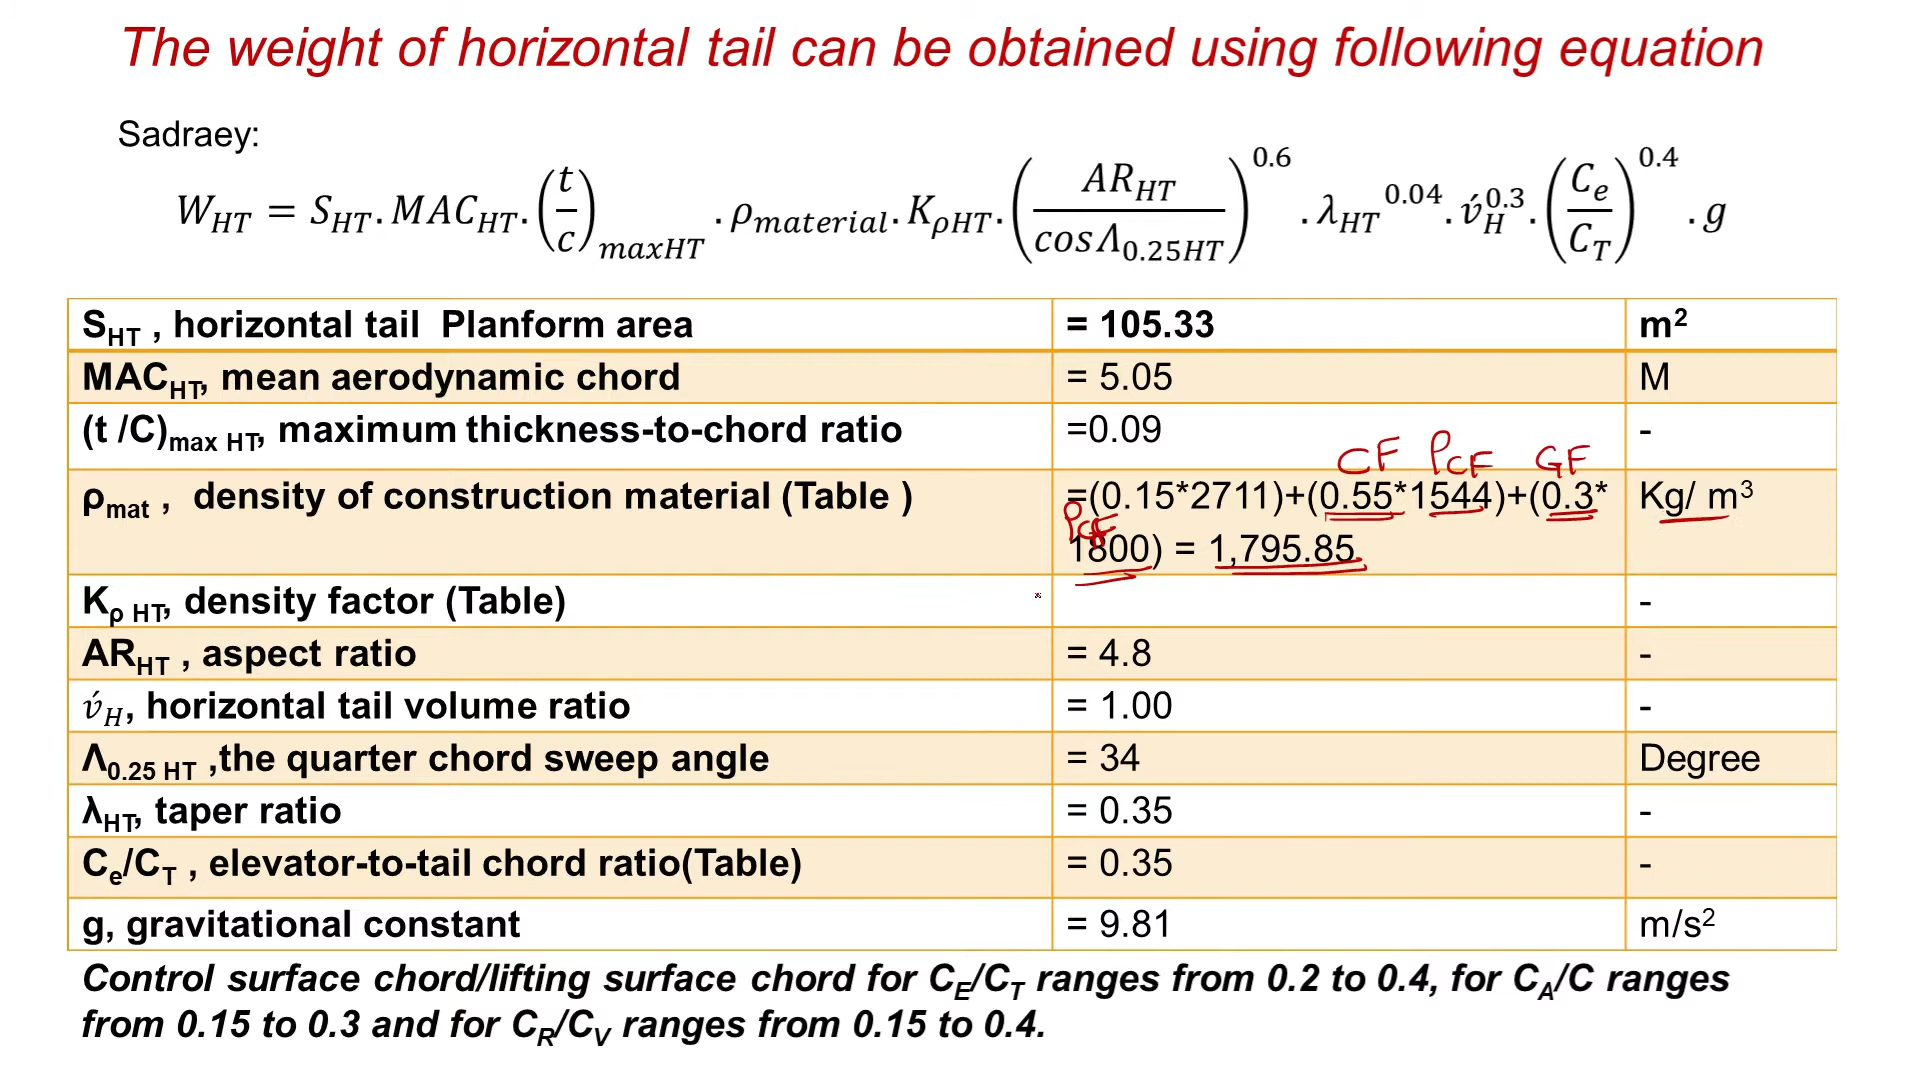 The weight of horizontal tail can be obtained using following equation
Sadraey:
W_HT = S_HT . MAC_HT . (t/c)_maxHT . ρ_material . K_ρHT . (AR_HT / cosΛ_0.25HT)^0.6 . λ_HT^0.04 . v́_H^0.3 . (C_e / C_T)^0.4 . g
S_HT , horizontal tail Planform area = 105.33 m²
MAC_HT, mean aerodynamic chord = 5.05 M
(t /C)_max HT, maximum thickness-to-chord ratio =0.09 -
CF ρ_CF GF
ρ_mat , density of construction material (Table ) =(0.15*2711)+(0.55*1544)+(0.3* Kg/ m³
1800) = 1,795.85
K_ρ HT, density factor (Table) -
AR_HT , aspect ratio = 4.8 -
v́_H, horizontal tail volume ratio = 1.00 -
Λ_0.25 HT ,the quarter chord sweep angle = 34 Degree
λ_HT, taper ratio = 0.35 -
C_e/C_T , elevator-to-tail chord ratio(Table) = 0.35 -
g, gravitational constant = 9.81 m/s²
Control surface chord/lifting surface chord for C_E/C_T ranges from 0.2 to 0.4, for C_A/C ranges
from 0.15 to 0.3 and for C_R/C_V ranges from 0.15 to 0.4.